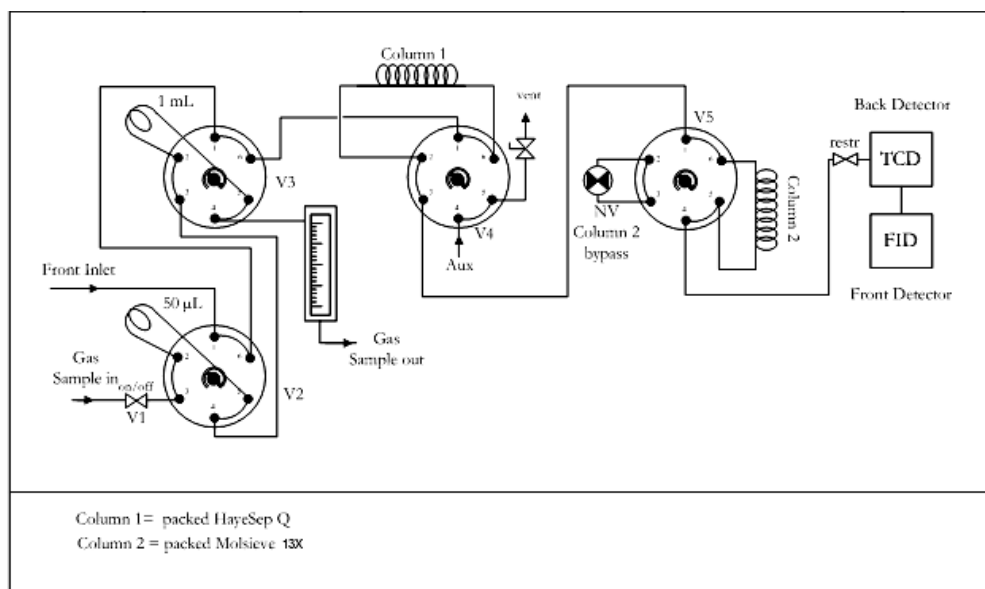 Column 1
1 mL
vent
V5
Back Detector
restr
TCD
V3
NV
Column 2
bypass
Column 2
V4
Aux
FID
Front Inlet
Front Detector
50 µL
Gas
Sample in
on/off
V1
V2
Gas
Sample out
Column 1= packed HayeSep Q
Column 2 = packed Molsieve 13X